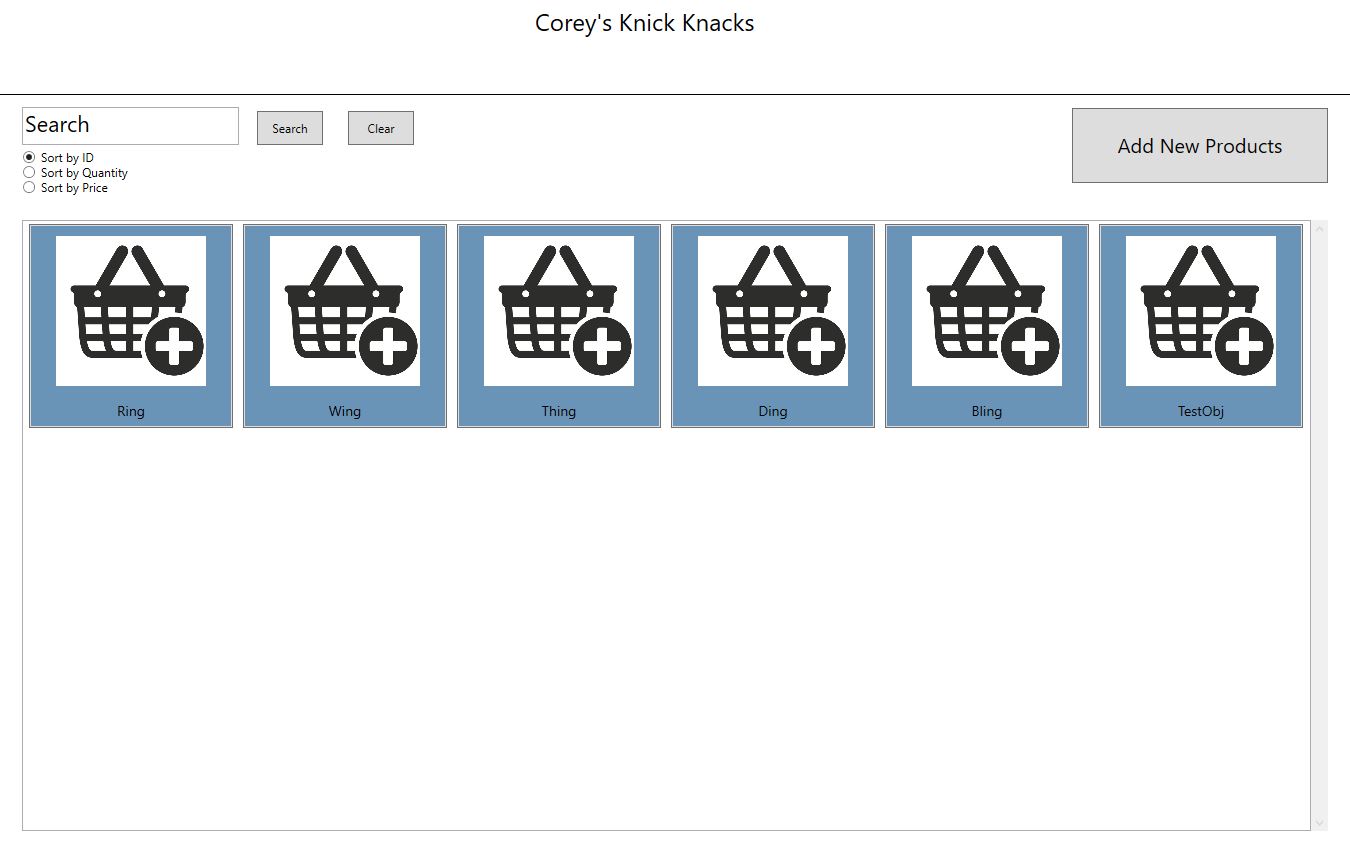 Corey's Knick Knacks
Search
Search
Clear
Add New Products
Sort by ID
Sort by Quantity
Sort by Price
Ring
Wing
Thing
Ding
Bling
TestObj